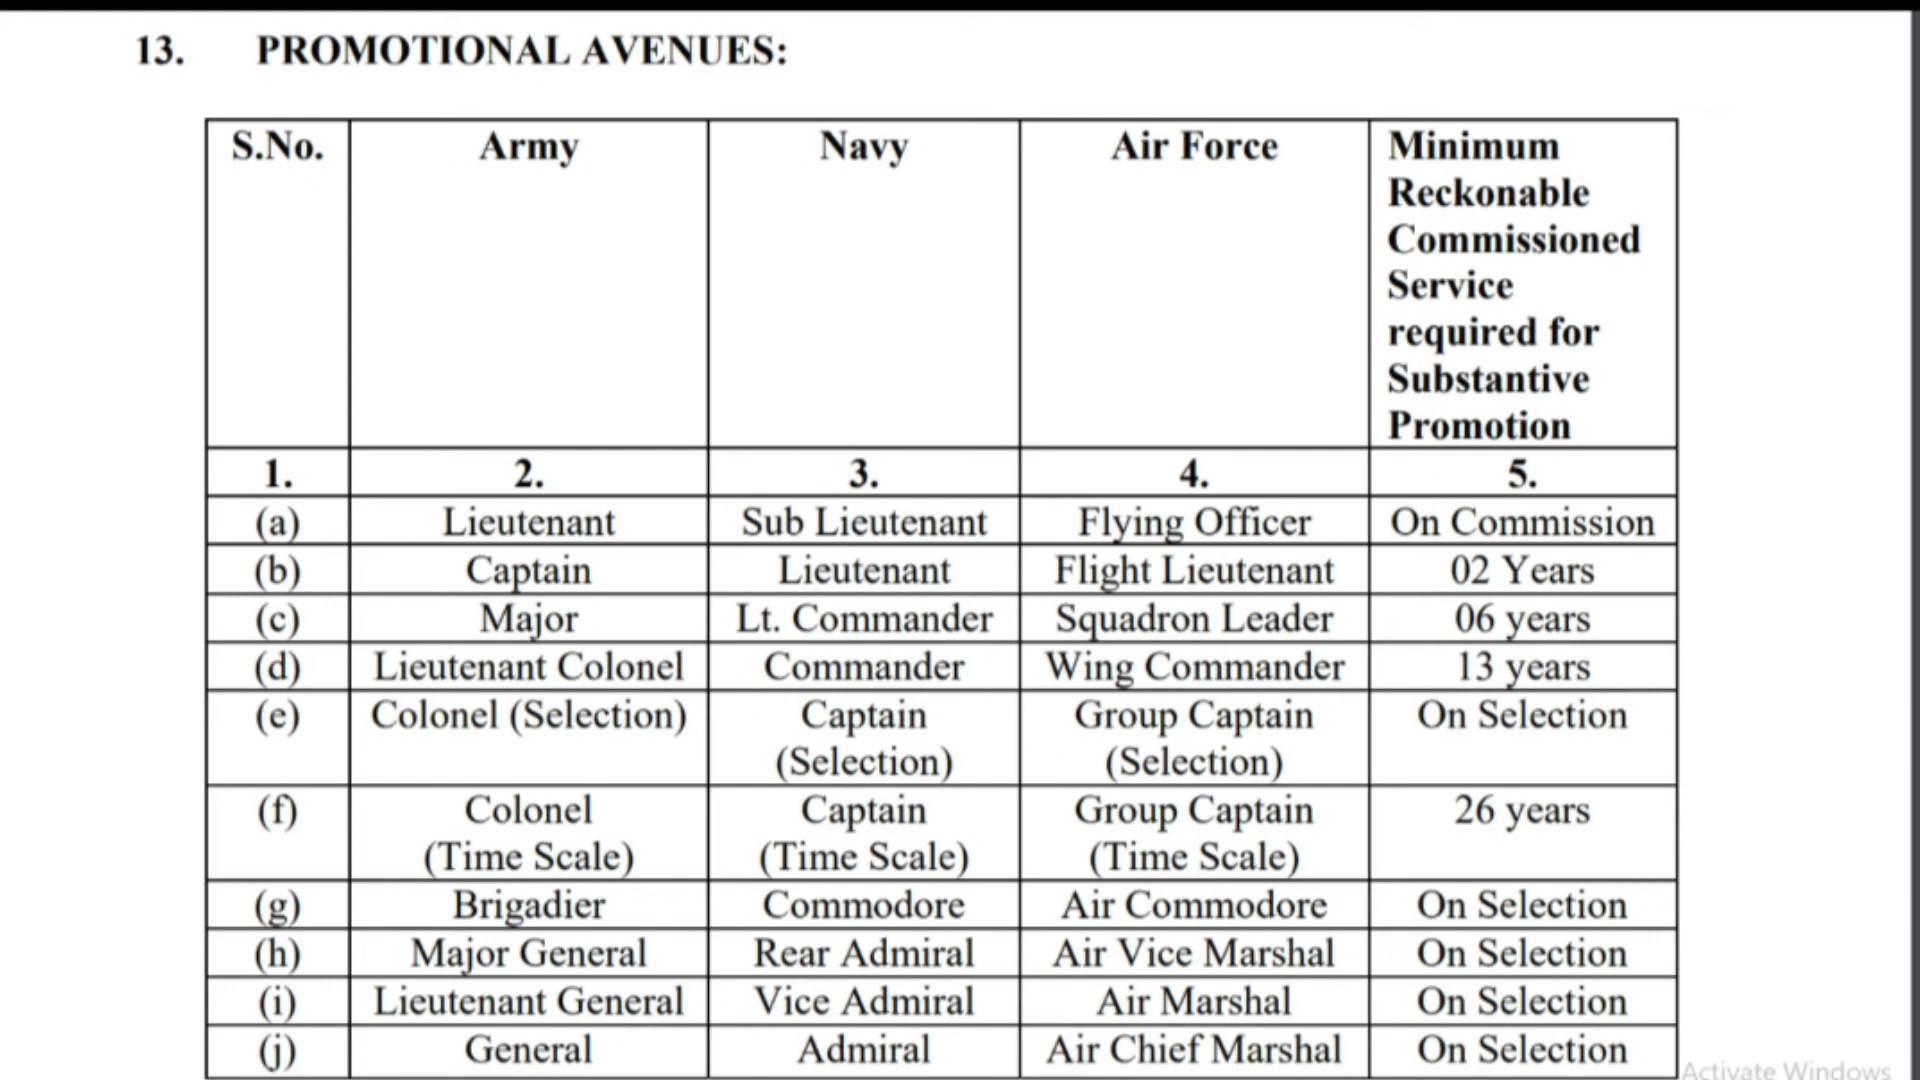 13. PROMOTIONAL AVENUES:
S.No. Army Navy Air Force Minimum
Reckonable
Commissioned
Service
required for
Substantive
Promotion
1. 2. 3. 4. 5.
(a) Lieutenant Sub Lieutenant Flying Officer On Commission
(b) Captain Lieutenant Flight Lieutenant 02 Years
(c) Major Lt. Commander Squadron Leader 06 years
(d) Lieutenant Colonel Commander Wing Commander 13 years
(e) Colonel (Selection) Captain Group Captain On Selection
(Selection) (Selection)
(f) Colonel Captain Group Captain 26 years
(Time Scale) (Time Scale) (Time Scale)
(g) Brigadier Commodore Air Commodore On Selection
(h) Major General Rear Admiral Air Vice Marshal On Selection
(i) Lieutenant General Vice Admiral Air Marshal On Selection
(j) General Admiral Air Chief Marshal On Selection
Activate Windows